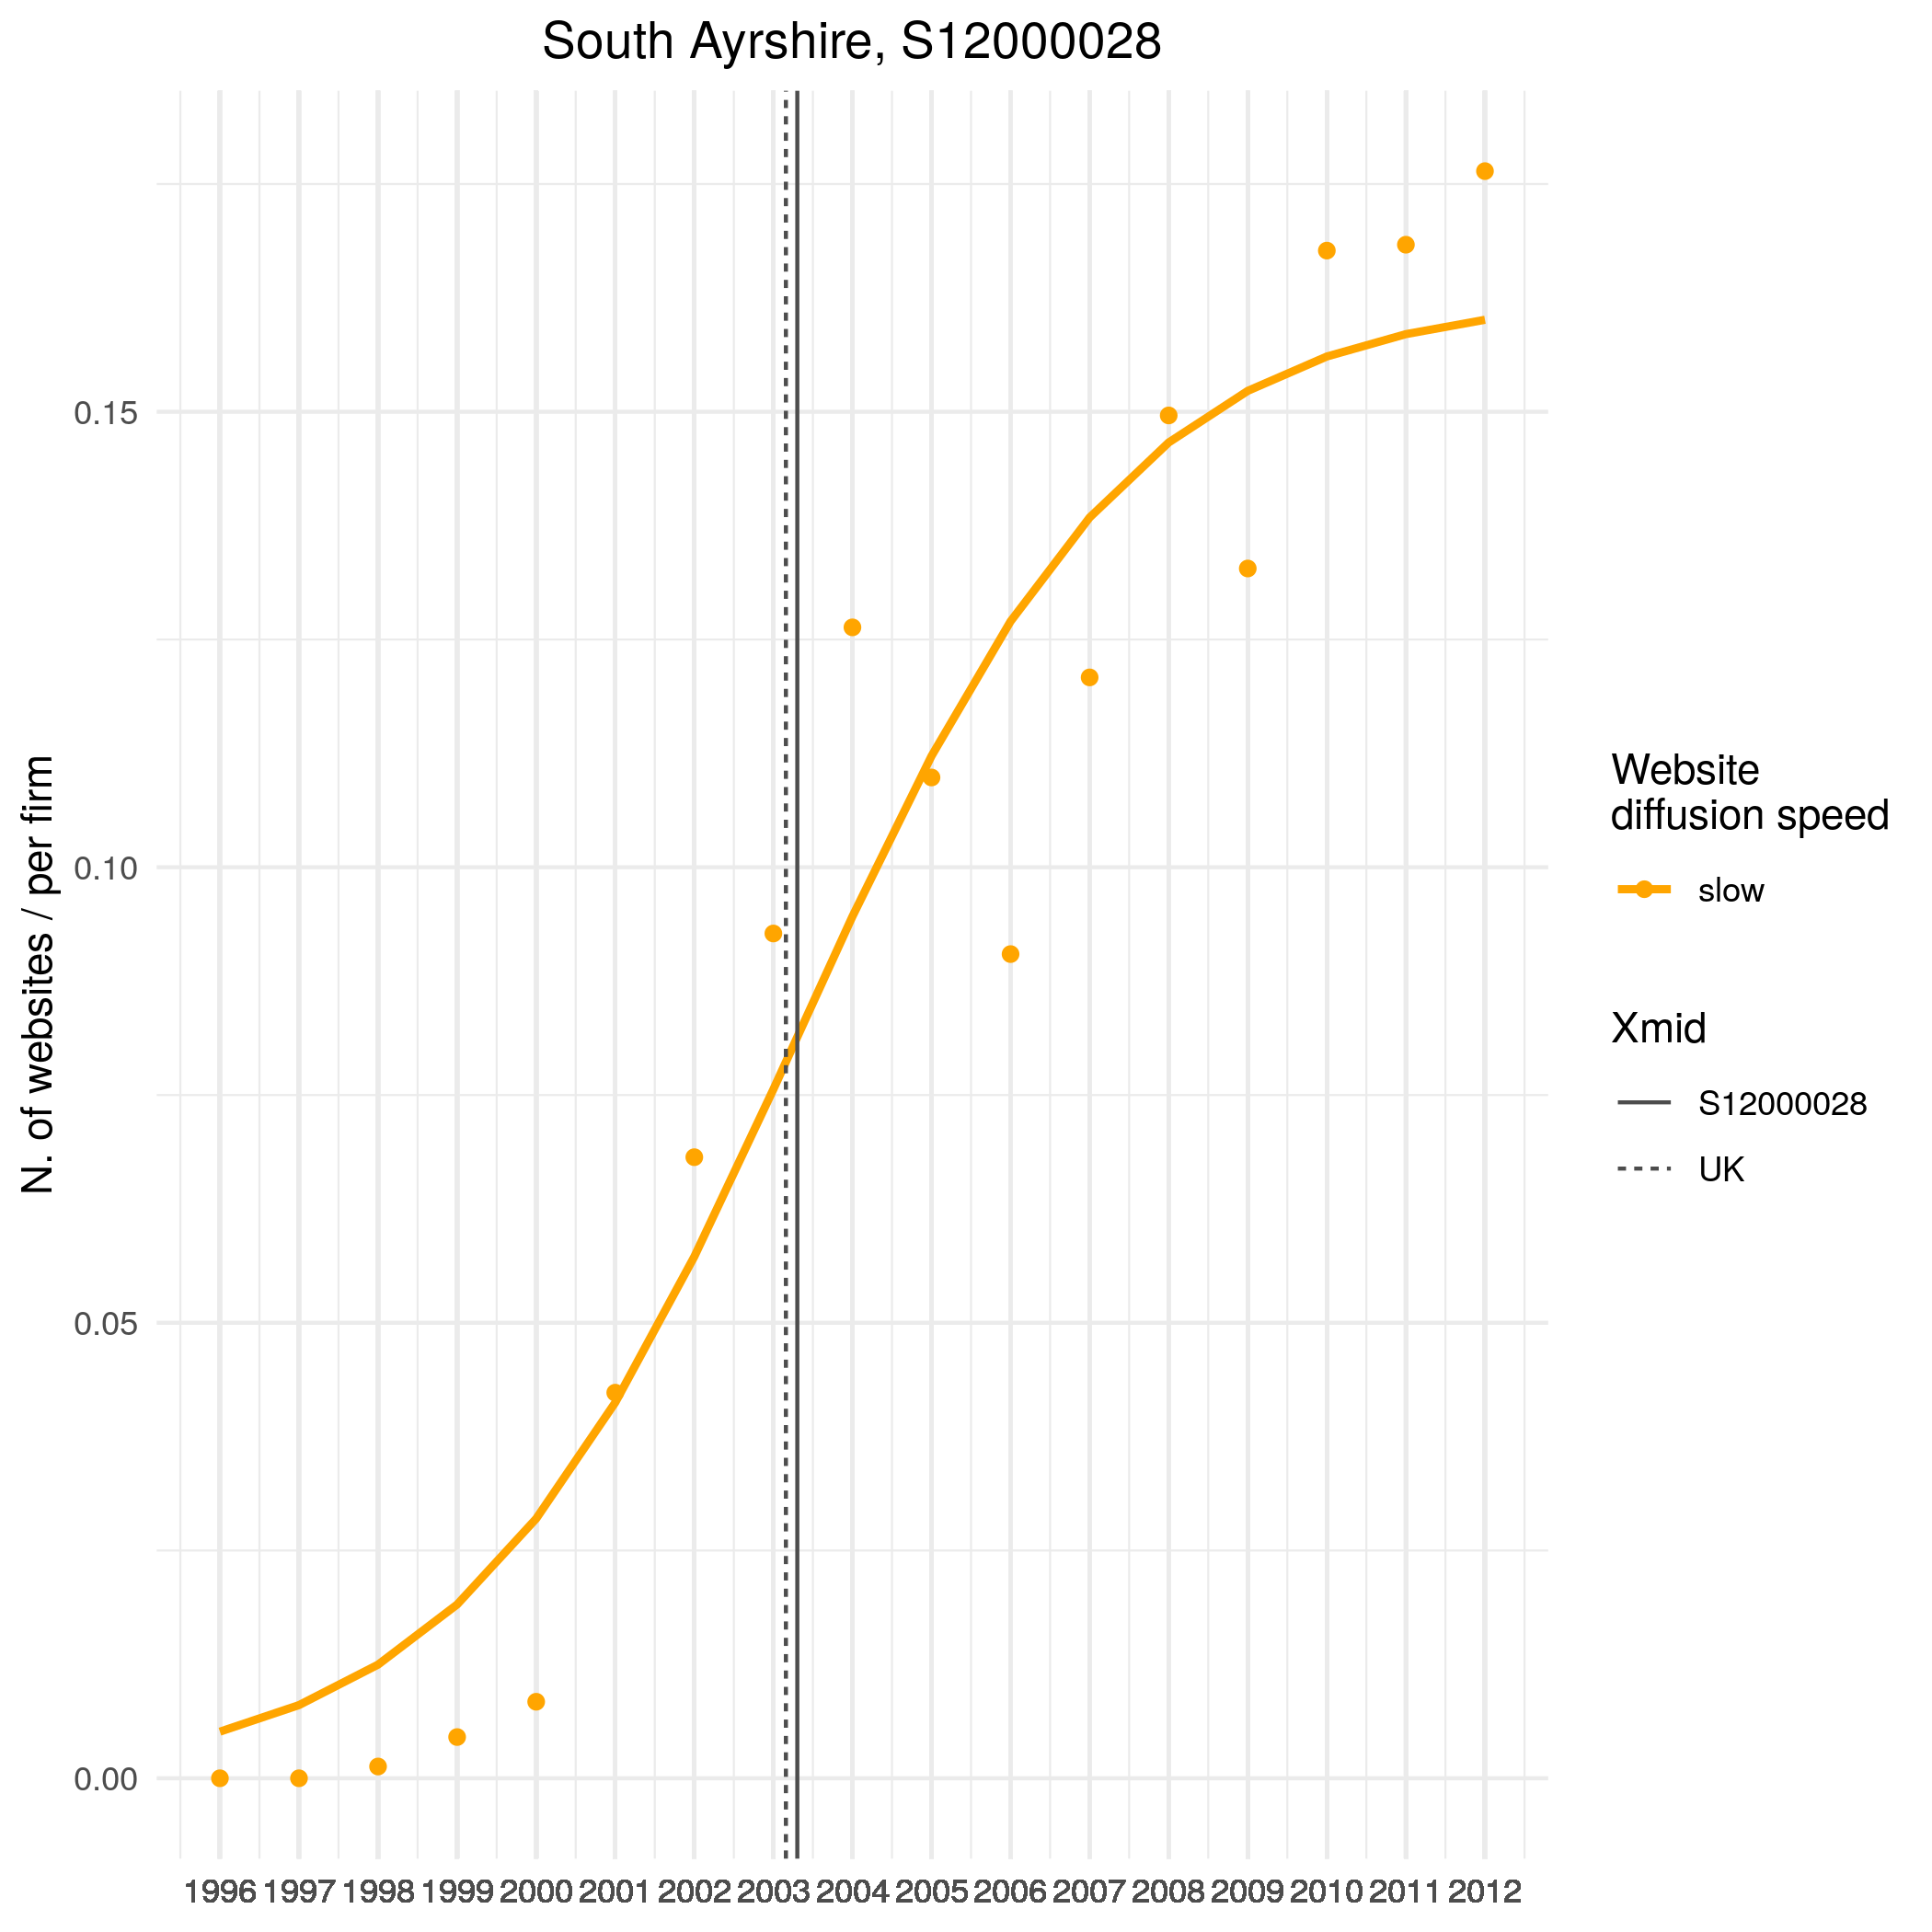 South Ayrshire, S12000028
N. of websites / per firm
0.15
0.10
0.05
0.00
1996 1997 1998 1999 2000 2001 2002 2003 2004 2005 2006 2007 2008 2009 2010 2011 2012
Website
diffusion speed
slow
Xmid
S12000028
UK